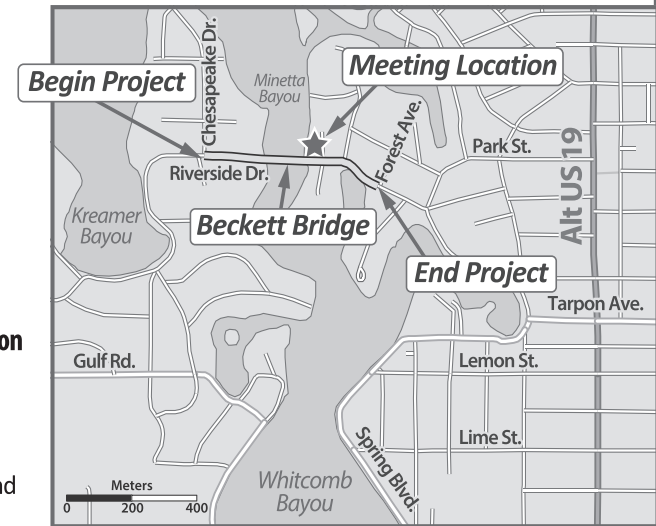 Chesapeake Dr.
Begin Project
Minetta
Bayou
Meeting Location
Forest Ave.
Park St.
Alt US 19
Riverside Dr.
Kreamer
Bayou
Beckett Bridge
End Project
Tarpon Ave.
on
Gulf Rd.
Lemon St.
Spring Blvd.
Lime St.
nd
Meters
0 200 400
Whitcomb
Bayou